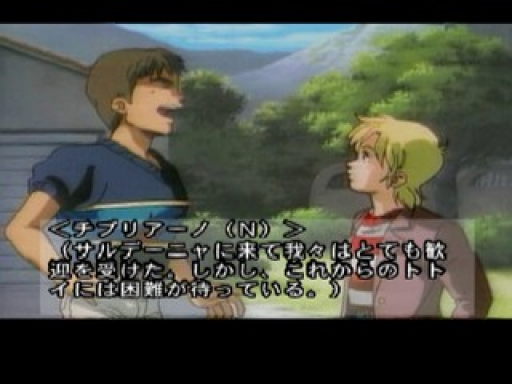 ＜チプリアーノ（Ｎ）＞
（サルデーニャに来て我々はとても歓
迎を受けた．しかし、これからのトト
イには困難が待っている．）